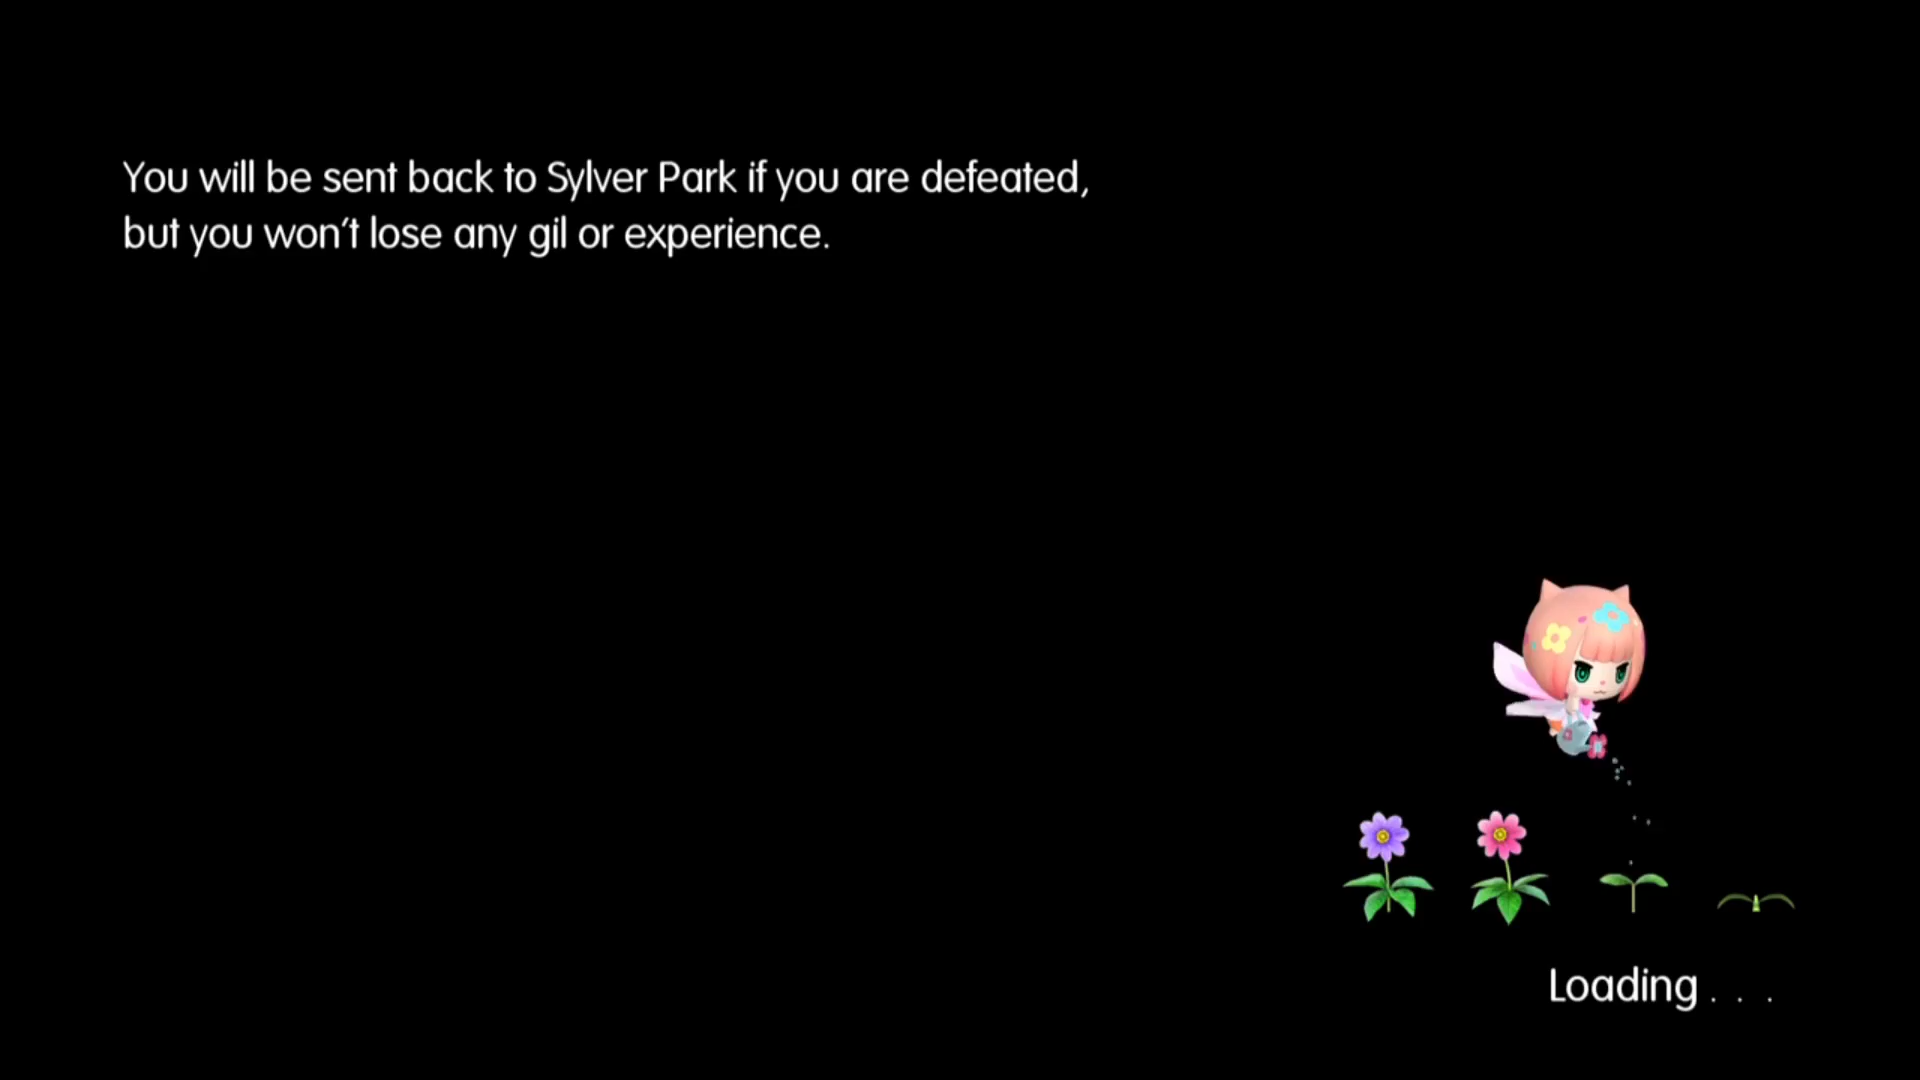 You will be sent back to Sylver Park if you are defeated,
but you won't lose any gil or experience.
Loading . . .